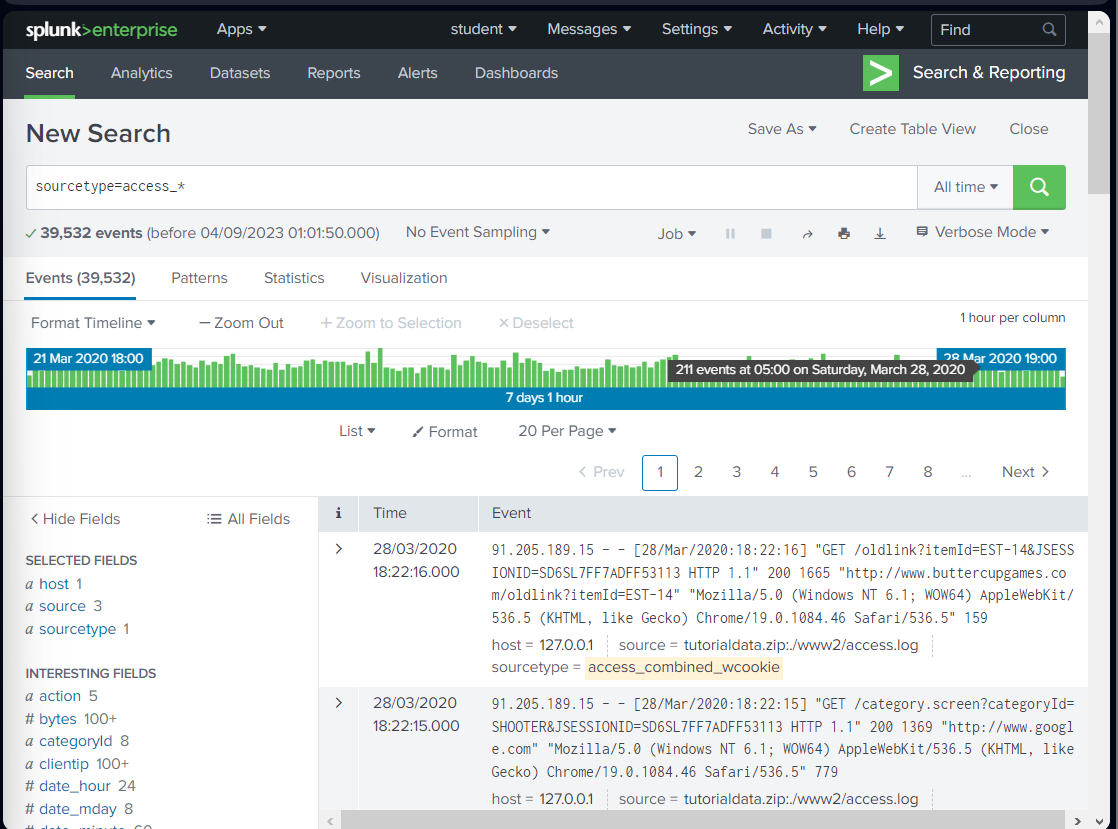 splunk>enterprise Apps student Messages Settings Activity Help Find
Search Analytics Datasets Reports Alerts Dashboards > Search & Reporting
New Search Save As Create Table View Close
sourcetype=access_* All time
39,532 events (before 04/09/2023 01:01:50.000) No Event Sampling Job Verbose Mode
Events (39,532) Patterns Statistics Visualization
Format Timeline — Zoom Out + Zoom to Selection × Deselect 1 hour per column
21 Mar 2020 18:00 28 Mar 2020 19:00
211 events at 05:00 on Saturday, March 28, 2020
7 days 1 hour
List Format 20 Per Page
< Prev 1 2 3 4 5 6 7 8 ... Next >
< Hide Fields All Fields
SELECTED FIELDS
a host 1
a source 3
a sourcetype 1
INTERESTING FIELDS
a action 5
# bytes 100+
a categoryId 8
a clientip 100+
# date_hour 24
# date_mday 8
# date_minute 60
i Time Event
> 28/03/2020
18:22:16.000
91.205.189.15 - - [28/Mar/2020:18:22:16] "GET /oldlink?itemId=EST-14&JSESS
IONID=SD6SL7FF7ADFF53113 HTTP 1.1" 200 1665 "http://www.buttercupgames.co
m/oldlink?itemId=EST-14" "Mozilla/5.0 (Windows NT 6.1; WOW64) AppleWebKit/
536.5 (KHTML, like Gecko) Chrome/19.0.1084.46 Safari/536.5" 159
host = 127.0.0.1 source = tutorialdata.zip:./www2/access.log
sourcetype = access_combined_wcookie
> 28/03/2020
18:22:15.000
91.205.189.15 - - [28/Mar/2020:18:22:15] "GET /category.screen?categoryId=
SHOOTER&JSESSIONID=SD6SL7FF7ADFF53113 HTTP 1.1" 200 1369 "http://www.googl
e.com" "Mozilla/5.0 (Windows NT 6.1; WOW64) AppleWebKit/536.5 (KHTML, like
Gecko) Chrome/19.0.1084.46 Safari/536.5" 779
host = 127.0.0.1 source = tutorialdata.zip:./www2/access.log